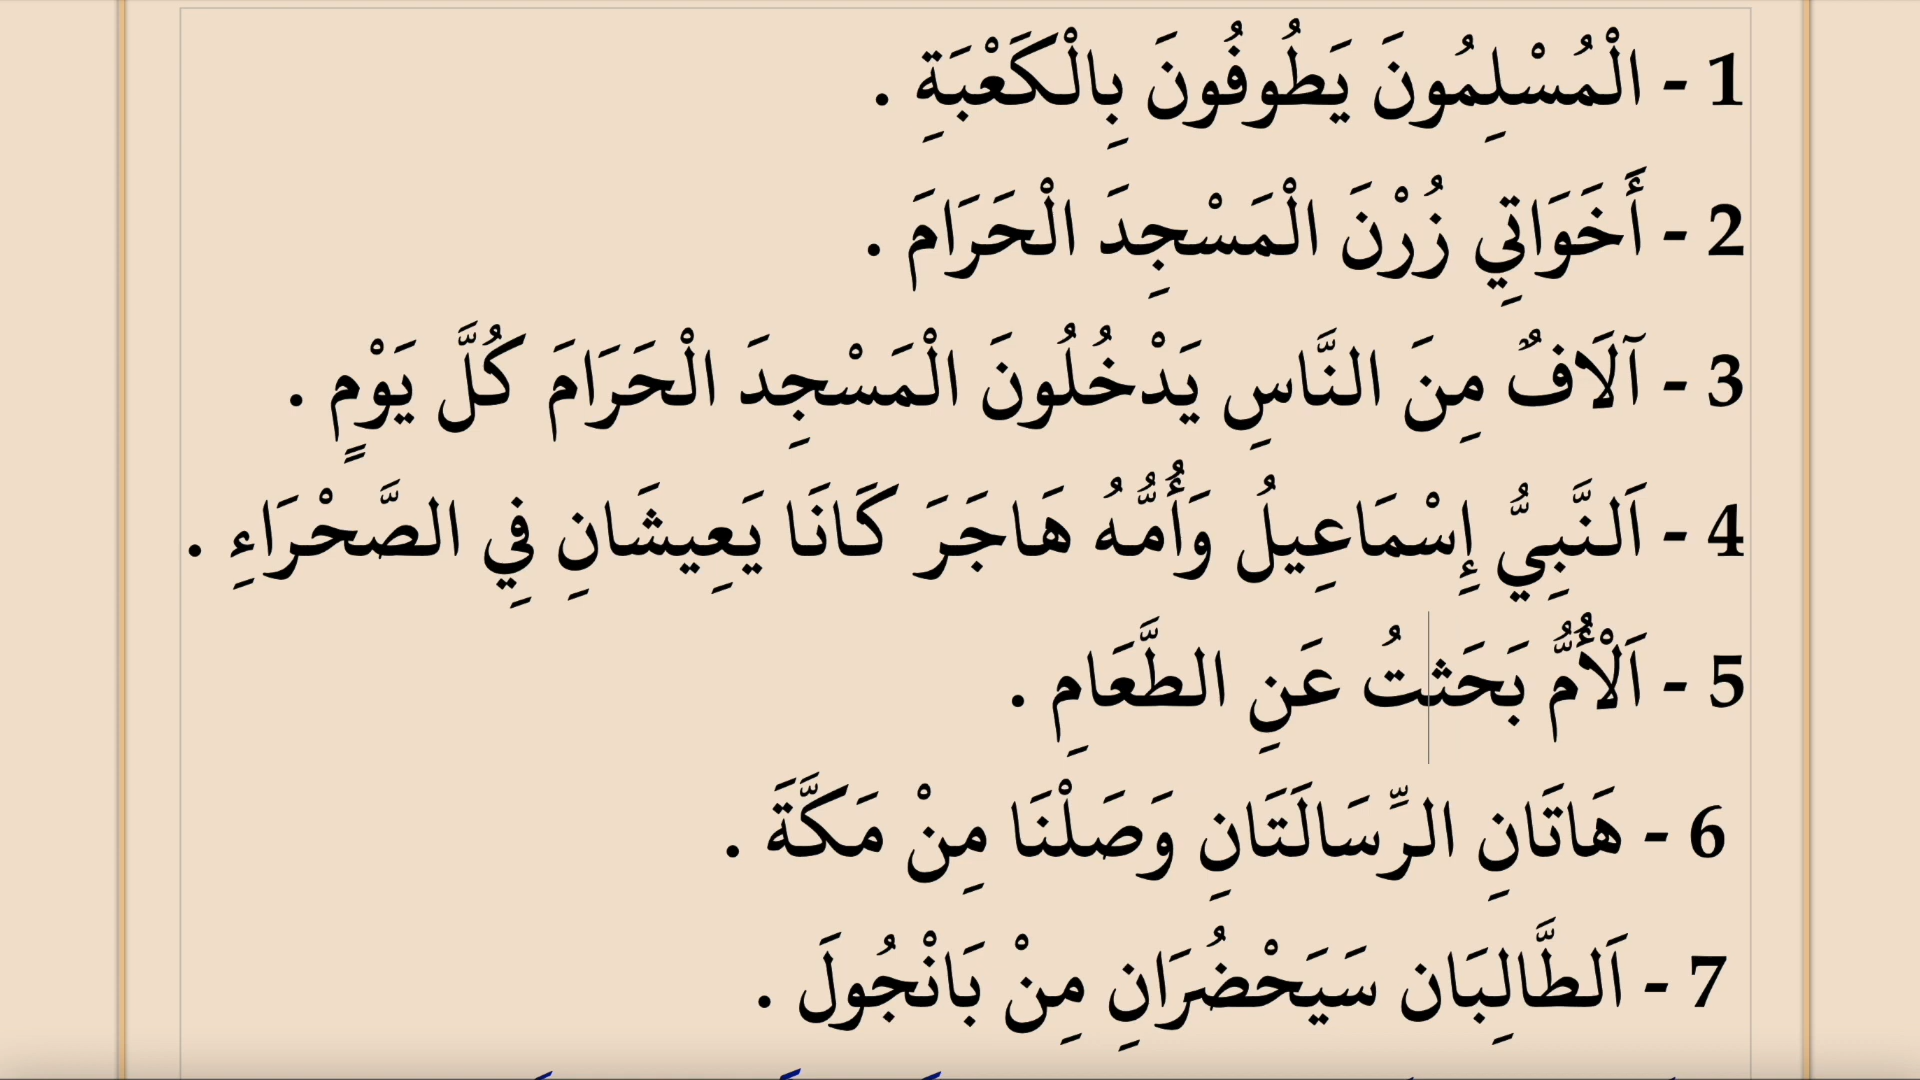 1 - الْمُسْلِمُونَ يَطُوفُونَ بِالْكَعْبَةِ .
2 - أَخَوَاتِي زُرْنَ الْمَسْجِدَ الْحَرَامَ .
3 - آلَافٌ مِنَ النَّاسِ يَدْخُلُونَ الْمَسْجِدَ الْحَرَامَ كُلَّ يَوْمٍ .
4 - اَلنَّبِيُّ إِسْمَاعِيلُ وَأُمُّهُ هَاجَرَ كَانَا يَعِيشَانِ فِي الصَّحْرَاءِ .
5 - اَلْأُمُّ بَحَثتُ عَنِ الطَّعَامِ .
6 - هَاتَانِ الرِّسَالَتَانِ وَصَلْنَا مِنْ مَكَّةَ .
7 - اَلطَّالِبَان سَيَحْضُرَانِ مِنْ بَانْجُولَ .